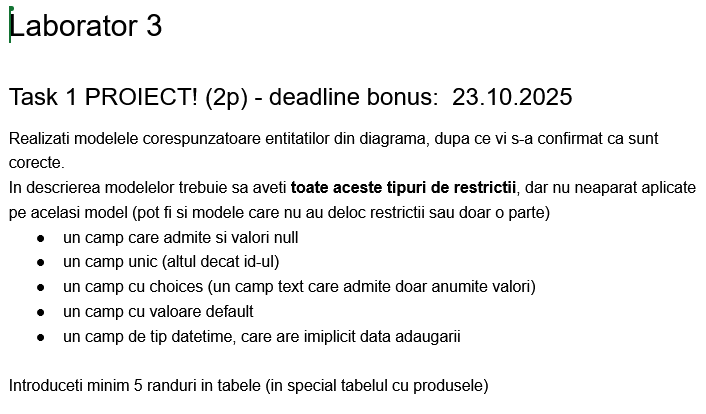 Laborator 3
Task 1 PROIECT! (2p) - deadline bonus:  23.10.2025
Realizati modelele corespunzatoare entitatilor din diagrama, dupa ce vi s-a confirmat ca sunt
corecte.
In descrierea modelelor trebuie sa aveti toate aceste tipuri de restrictii, dar nu neaparat aplicate
pe acelasi model (pot fi si modele care nu au deloc restrictii sau doar o parte)
● un camp care admite si valori null
● un camp unic (altul decat id-ul)
● un camp cu choices (un camp text care admite doar anumite valori)
● un camp cu valoare default
● un camp de tip datetime, care are imiplicit data adaugarii
Introduceti minim 5 randuri in tabele (in special tabelul cu produsele)